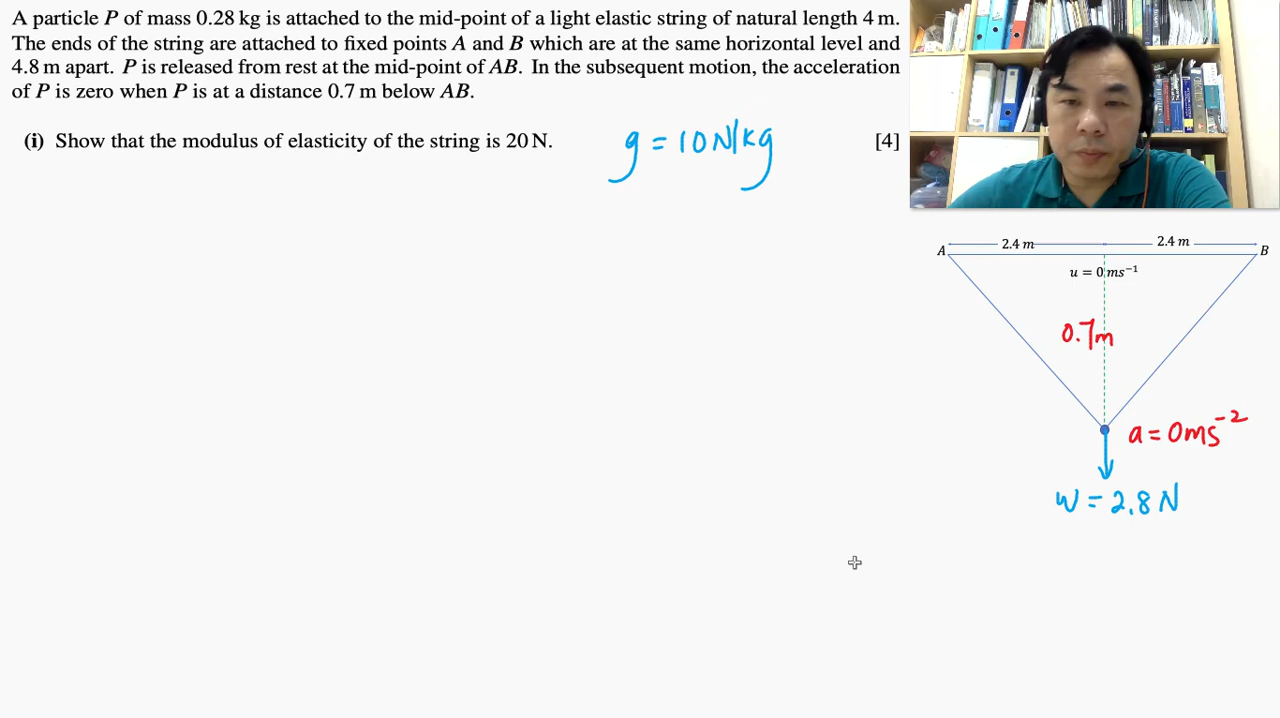 A particle P of mass 0.28 kg is attached to the mid-point of a light elastic string of natural length 4 m.
The ends of the string are attached to fixed points A and B which are at the same horizontal level and
4.8 m apart. P is released from rest at the mid-point of AB. In the subsequent motion, the acceleration
of P is zero when P is at a distance 0.7 m below AB.
(i) Show that the modulus of elasticity of the string is 20 N. [4]
g = 10 N/kg
2.4 m 2.4 m
A B
u = 0 ms⁻¹
0.7m
a = 0ms⁻²
W = 2.8 N